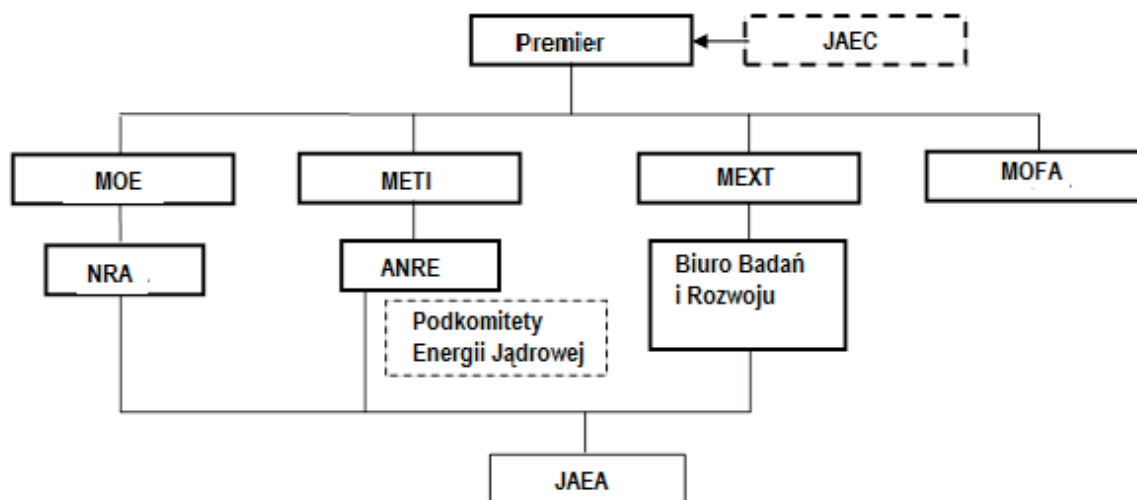 Premier
JAEC
MOE
METI
MEXT
MOFA
NRA
ANRE
Biuro Badań
i Rozwoju
Podkomitety
Energii Jądrowej
JAEA